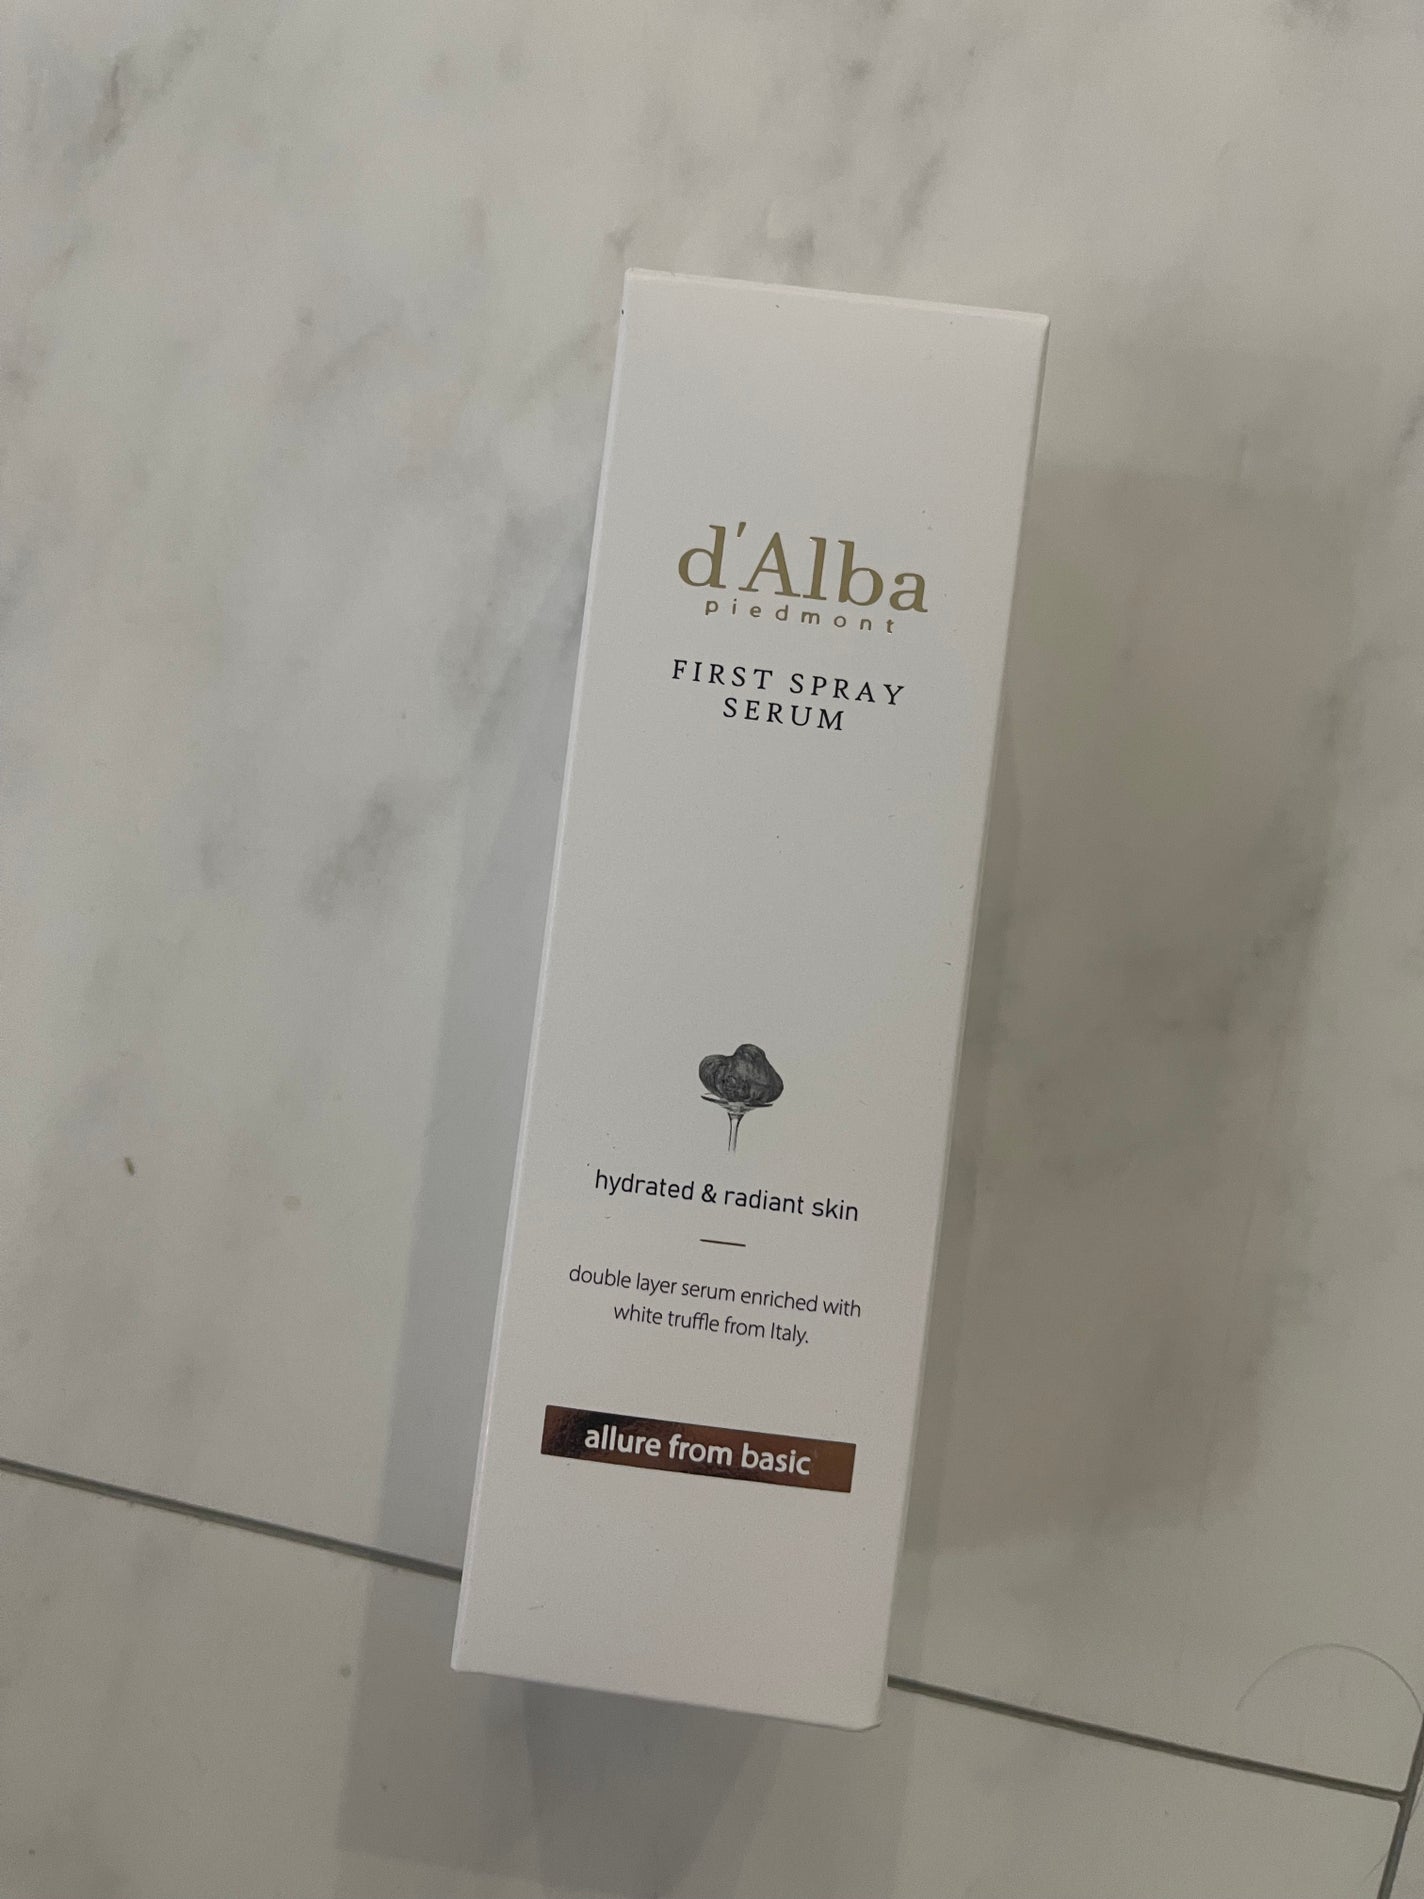 d'Alba
piedmont
FIRST SPRAY
SERUM
hydrated & radiant skin
double layer serum enriched with
white truffle from Italy.
allure from basic